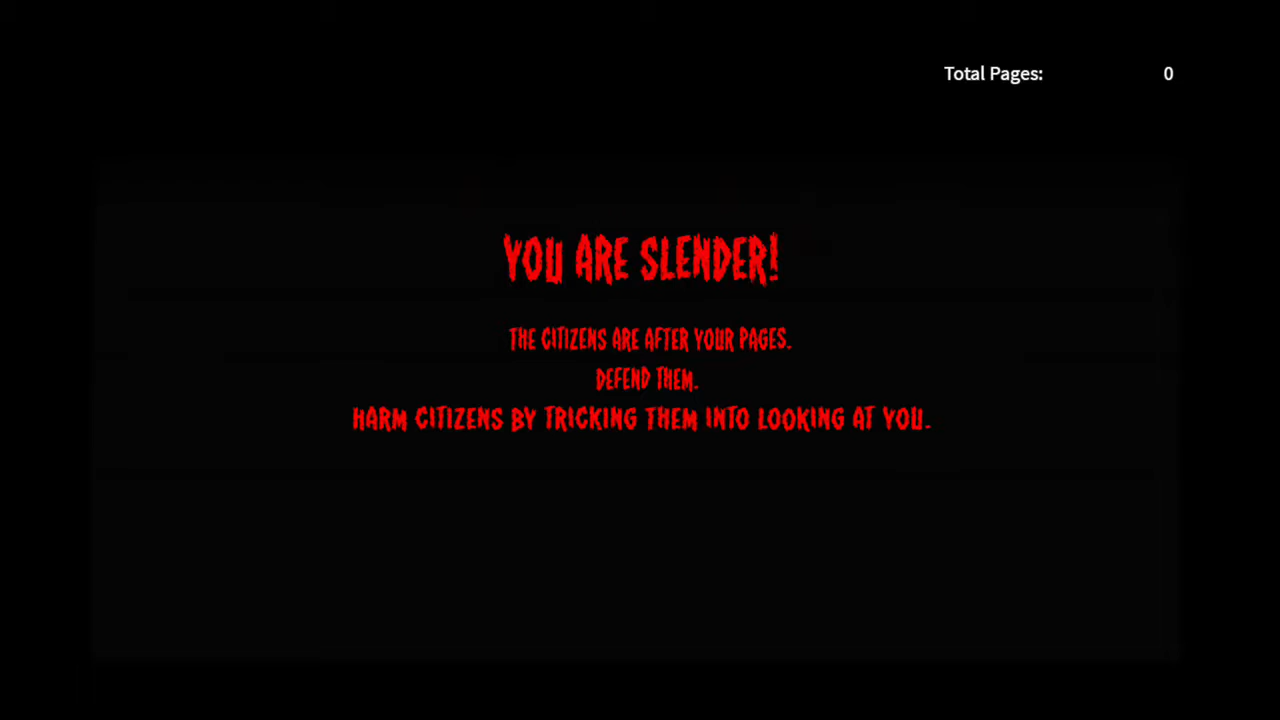 Total Pages: 0
YOU ARE SLENDER!
THE CITIZENS ARE AFTER YOUR PAGES.
DEFEND THEM.
HARM CITIZENS BY TRICKING THEM INTO LOOKING AT YOU.